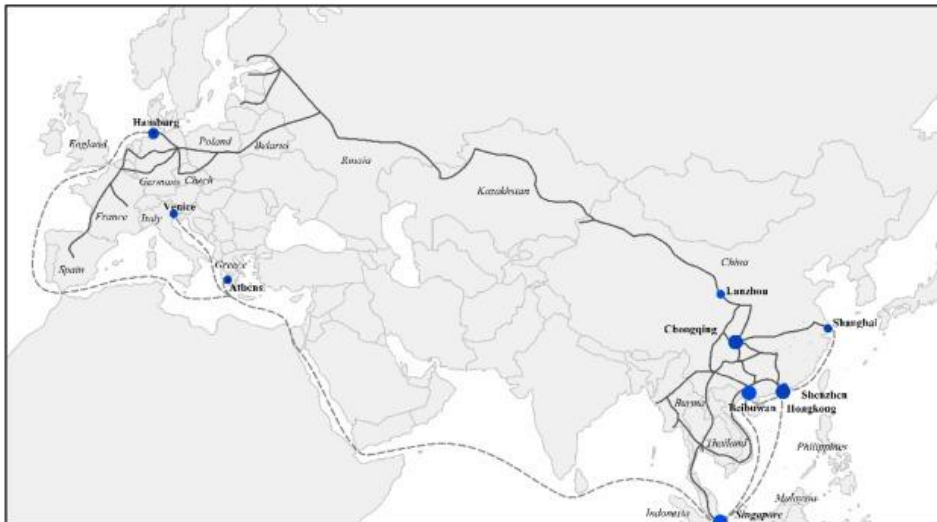 Hamburg
England
Poland
Belarus
Russia
Germany
Chech
Kazakhstan
France
Italy
Venice
Spain
Greece
Athens
China
Lanzhou
Chongqing
Shanghai
Burma
Beibuwan
Shenzhen
Hongkong
Thailand
Philippines
Malaysia
Indonesia
Singapore